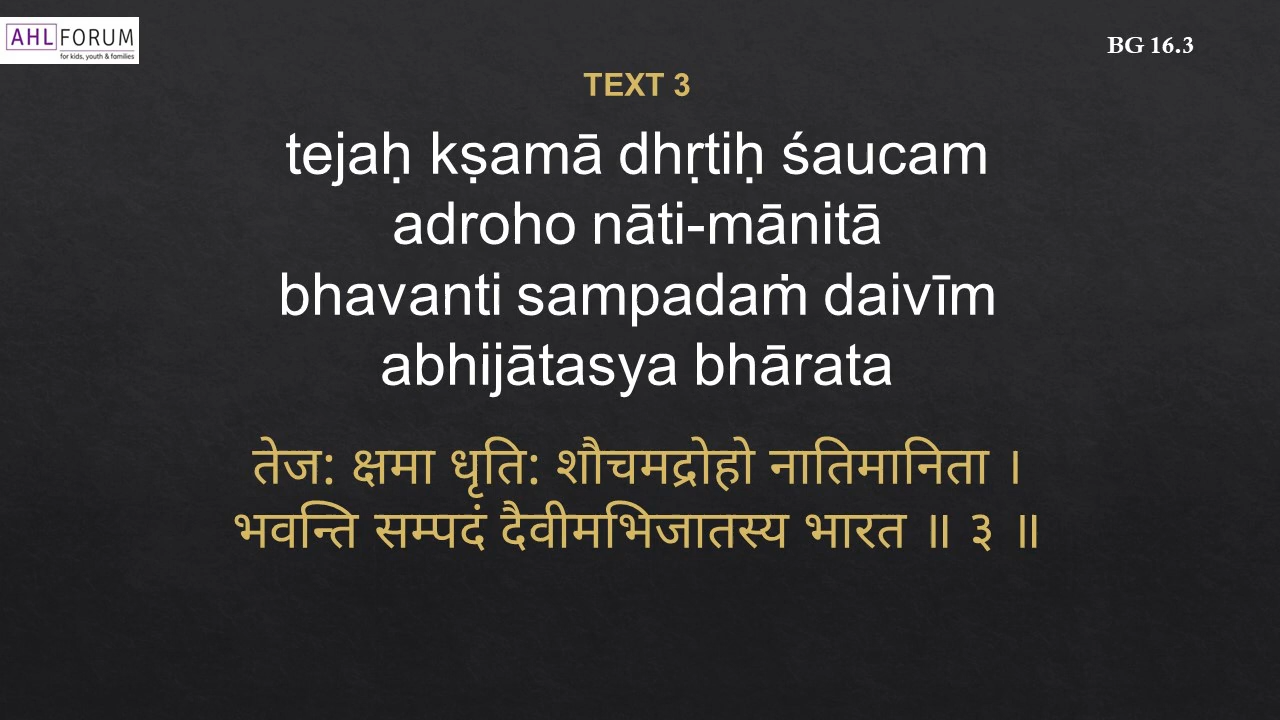 AHL FORUM
for kids, youth & families
BG 16.3
TEXT 3
tejaḥ kṣamā dhṛtiḥ śaucam
adroho nāti-mānitā
bhavanti sampadaṁ daivīm
abhijātasya bhārata
तेज: क्षमा धृति: शौचमद्रोहो नातिमानिता ।
भवन्ति सम्पदं दैवीमभिजातस्य भारत ॥ ३ ॥